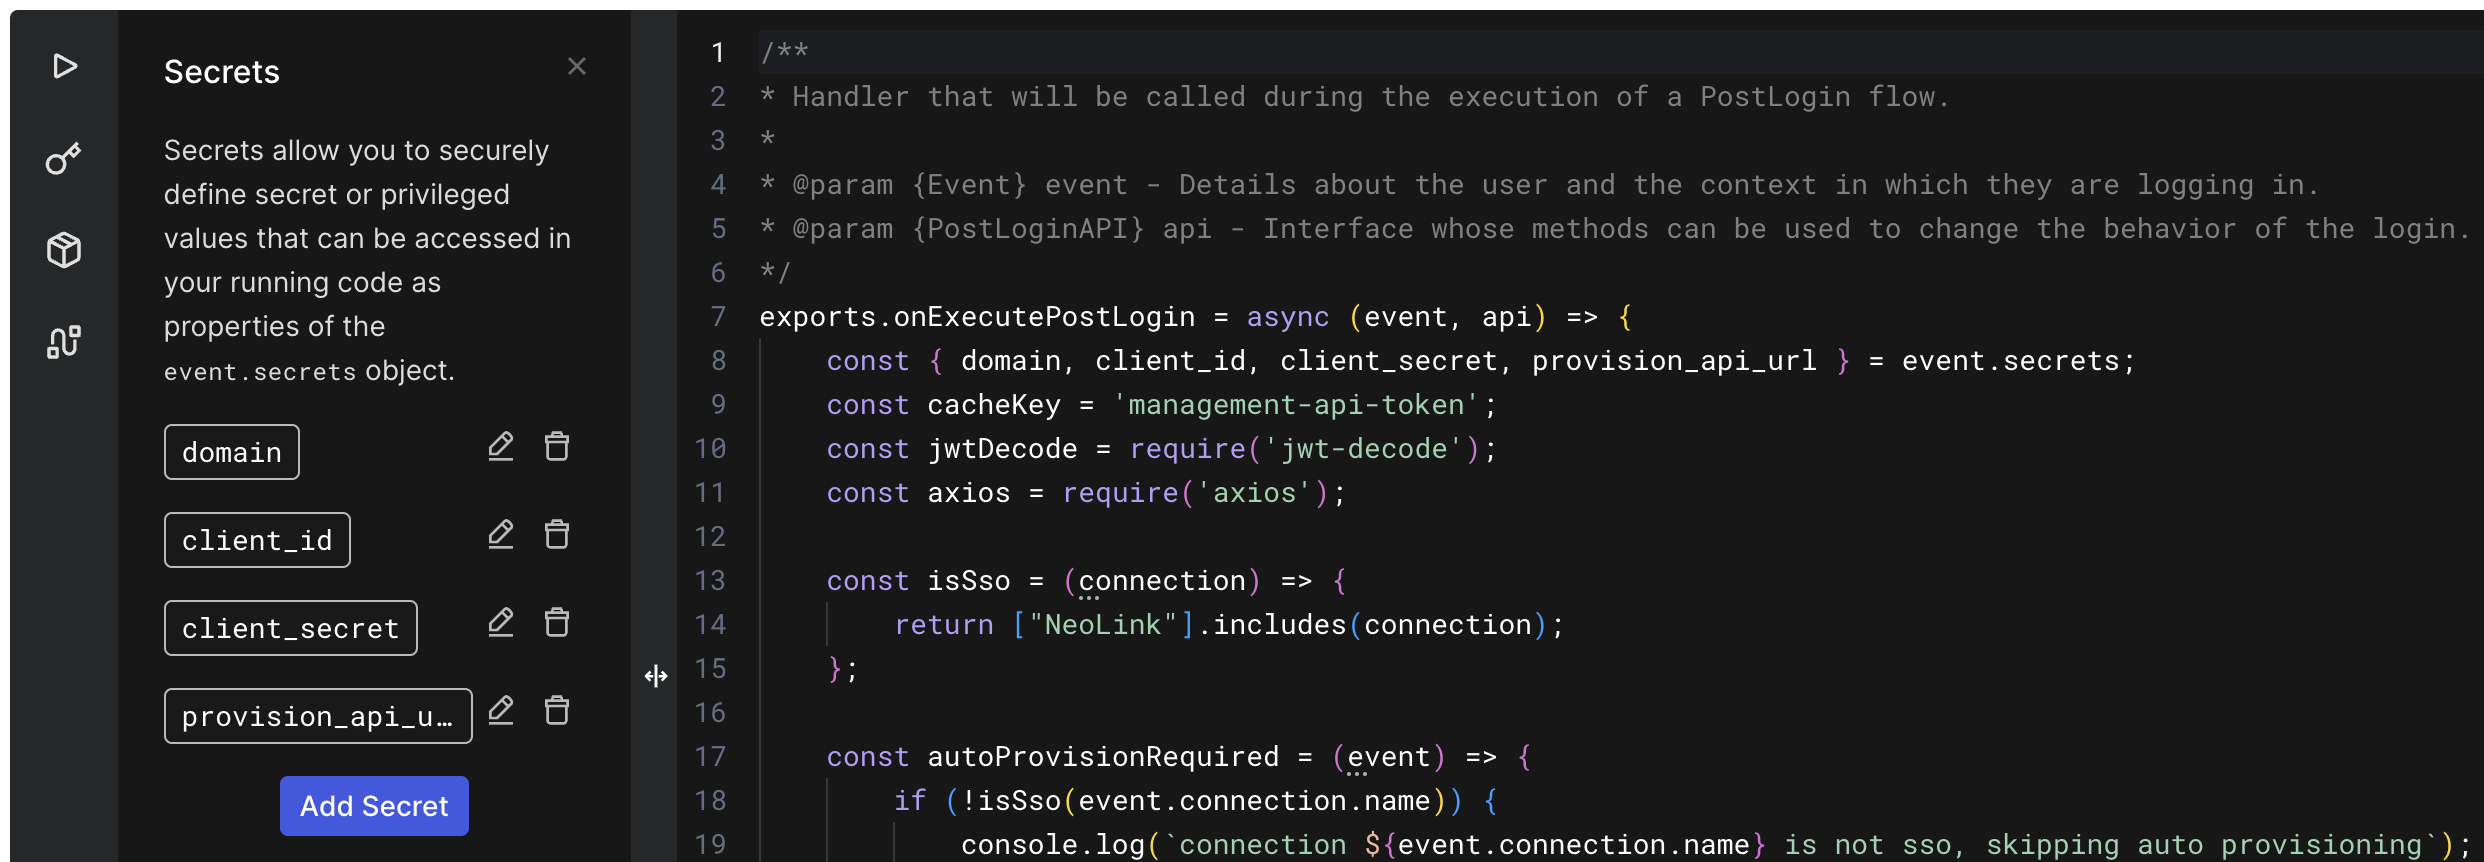 Secrets
Secrets allow you to securely
define secret or privileged
values that can be accessed in
your running code as
properties of the
event.secrets object.
domain
client_id
client_secret
provision_api_u…
Add Secret
1 /**
2 * Handler that will be called during the execution of a PostLogin flow.
3 *
4 * @param {Event} event - Details about the user and the context in which they are logging in.
5 * @param {PostLoginAPI} api - Interface whose methods can be used to change the behavior of the login.
6 */
7 exports.onExecutePostLogin = async (event, api) => {
8     const { domain, client_id, client_secret, provision_api_url } = event.secrets;
9     const cacheKey = 'management-api-token';
10     const jwtDecode = require('jwt-decode');
11     const axios = require('axios');
12
13     const isSso = (connection) => {
14         return ["NeoLink"].includes(connection);
15     };
16
17     const autoProvisionRequired = (event) => {
18         if (!isSso(event.connection.name)) {
19             console.log(`connection ${event.connection.name} is not sso, skipping auto provisioning`);